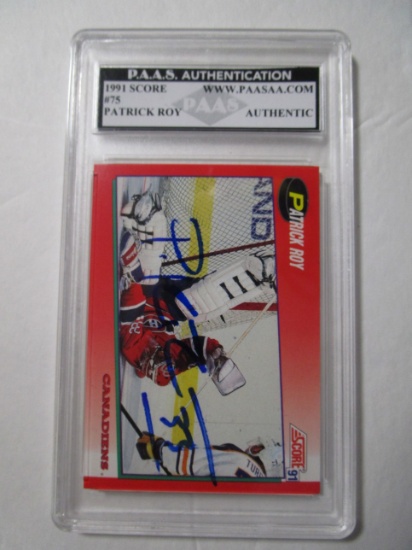 P.A.A.S. AUTHENTICATION
1991 SCORE WWW.PAASAA.COM
#75 PAAS
PATRICK ROY AUTHENTIC
PATRICK ROY
CANADIENS
SCORE
91